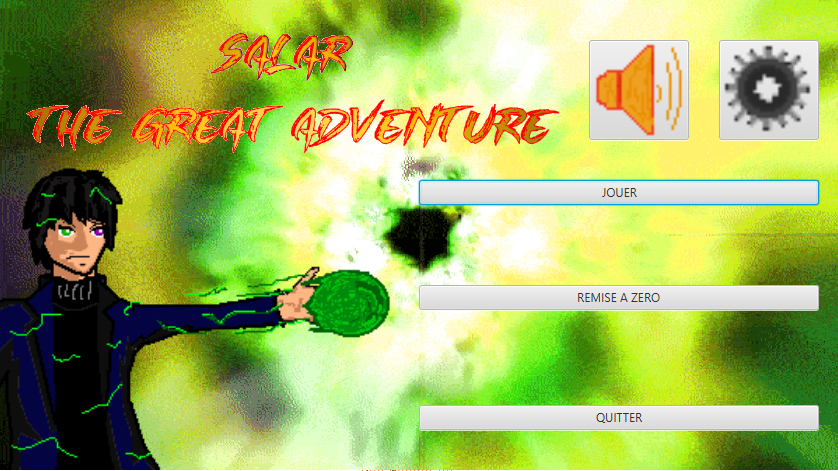 SALAR
THE GREAT ADVENTURE
JOUER
REMISE A ZERO
QUITTER